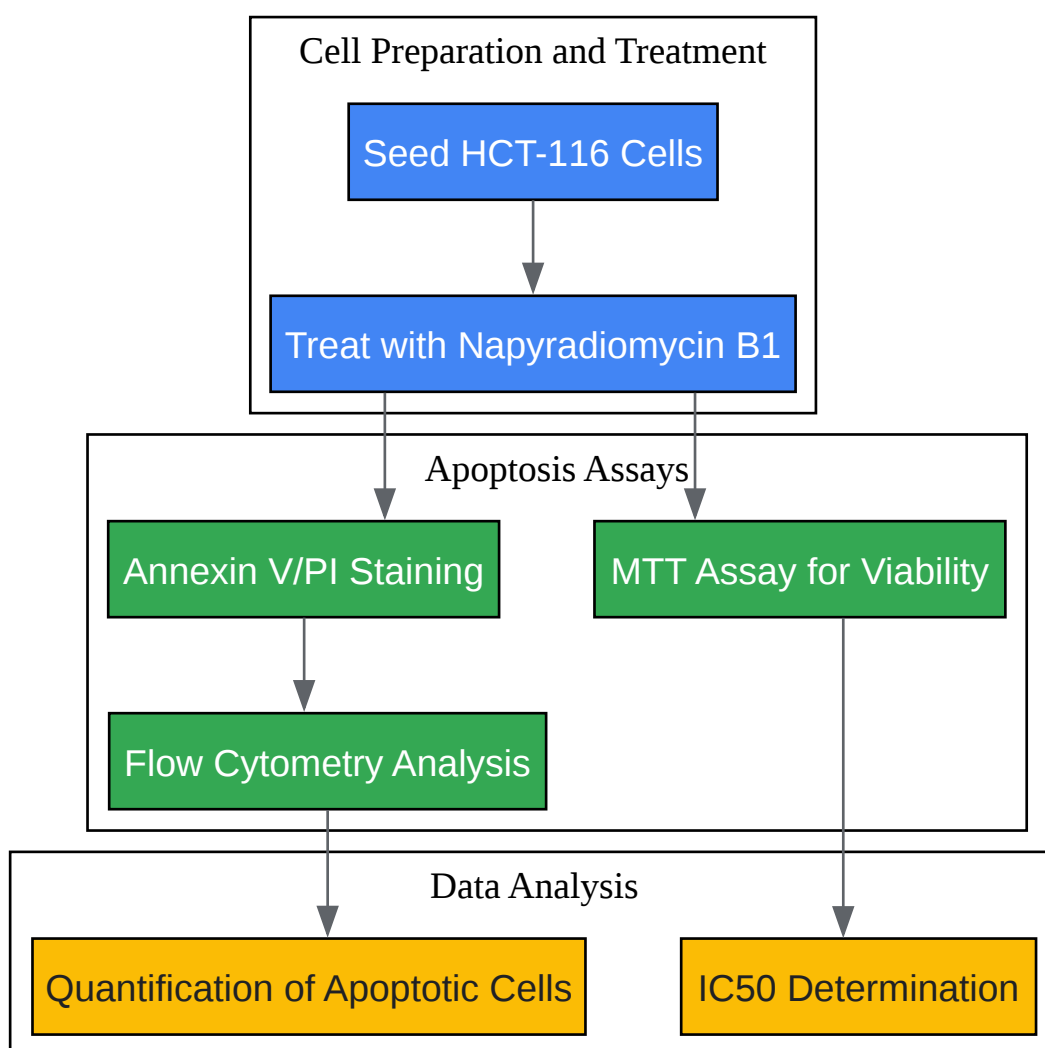 Cell Preparation and Treatment
Seed HCT-116 Cells
Treat with Napyradiomycin B1
Apoptosis Assays
Annexin V/PI Staining
MTT Assay for Viability
Flow Cytometry Analysis
Data Analysis
Quantification of Apoptotic Cells
IC50 Determination